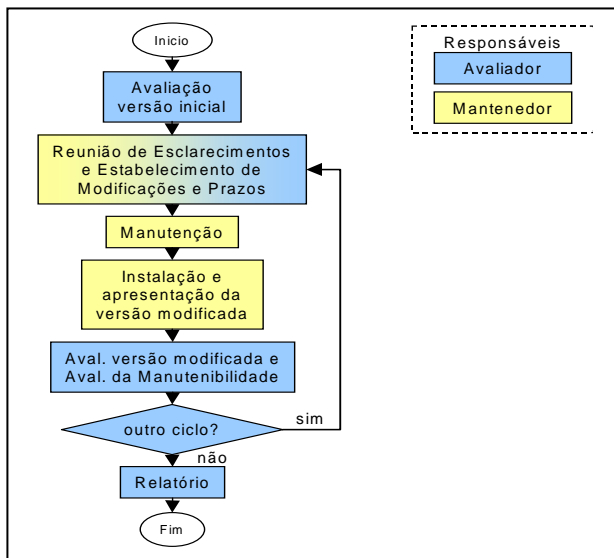 Inicio
Avaliação
versão inicial
Reunião de Esclarecimentos
e Estabelecimento de
Modificações e Prazos
Manutenção
Instalação e
apresentação da
versão modificada
Aval. versão modificada e
Aval. da Manutenibilidade
outro ciclo?
sim
não
Relatório
Fim
Responsáveis
Avaliador
Mantenedor